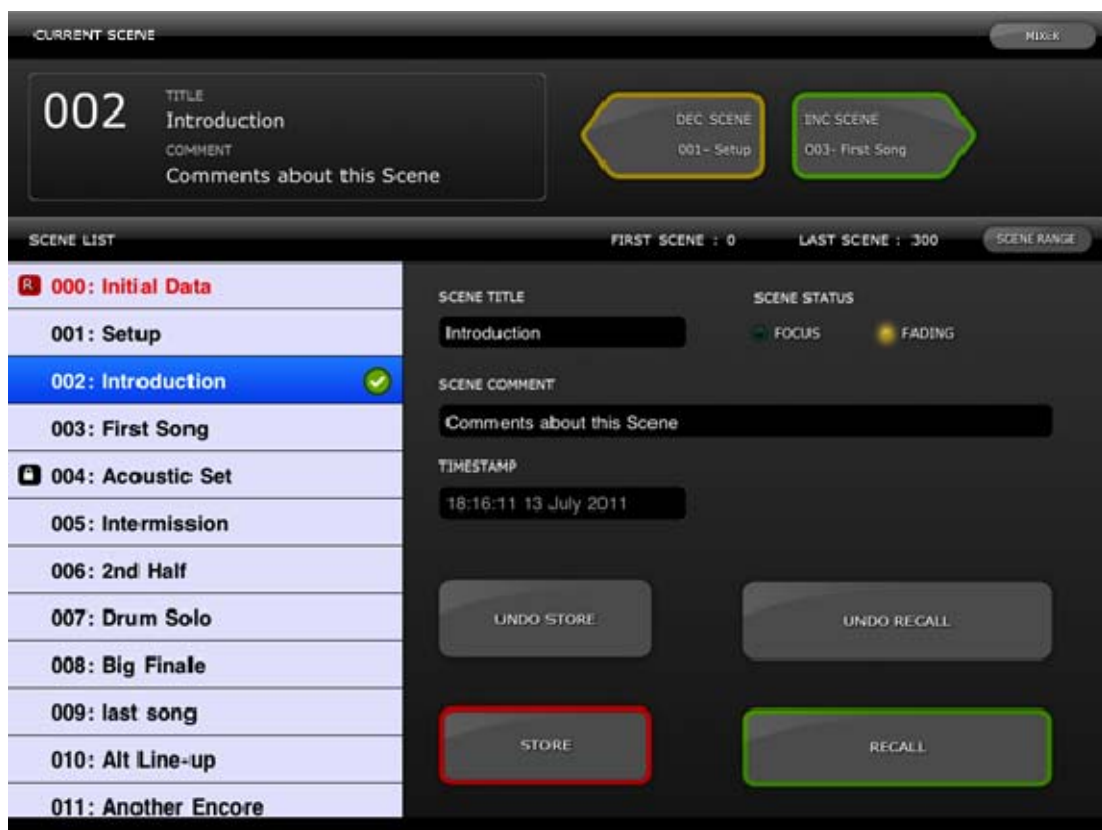 CURRENT SCENE
MIXER
002
TITLE
Introduction
COMMENT
Comments about this Scene
DEC SCENE
001- Setup
INC SCENE
003- First Song
SCENE LIST
FIRST SCENE : 0
LAST SCENE : 300
SCENE RANGE
R 000: Initial Data
001: Setup
002: Introduction
003: First Song
004: Acoustic Set
005: Intermission
006: 2nd Half
007: Drum Solo
008: Big Finale
009: last song
010: Alt Line-up
011: Another Encore
SCENE TITLE
Introduction
SCENE STATUS
FOCUS
FADING
SCENE COMMENT
Comments about this Scene
TIMESTAMP
18:16:11 13 July 2011
UNDO STORE
UNDO RECALL
STORE
RECALL